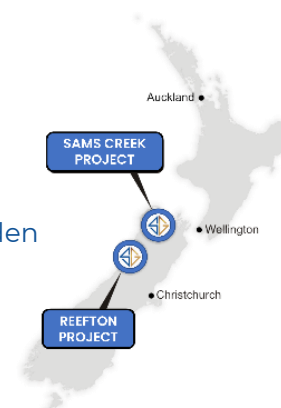 Auckland
SAMS CREEK
PROJECT
Wellington
Christchurch
REEFTON
PROJECT